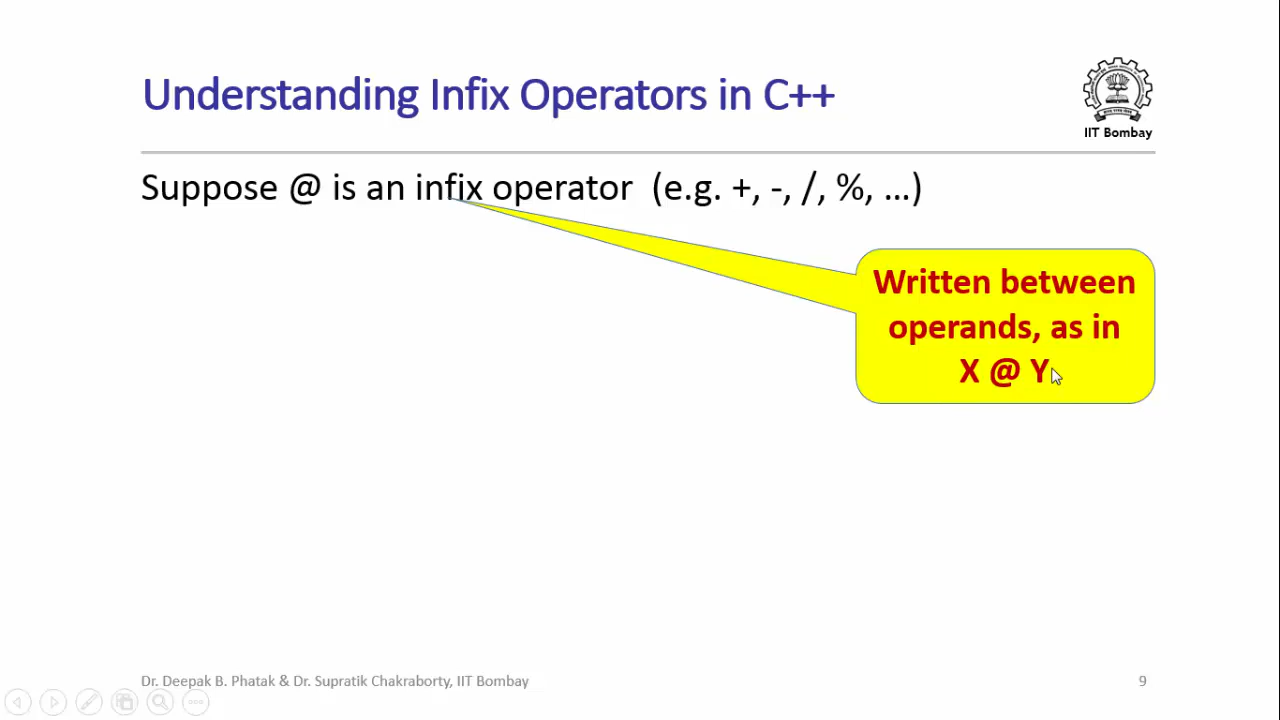 Understanding Infix Operators in C++
IIT Bombay
Suppose @ is an infix operator (e.g. +, -, /, %, ...)
Written between
operands, as in
X @ Y
Dr. Deepak B. Phatak & Dr. Supratik Chakraborty, IIT Bombay
9